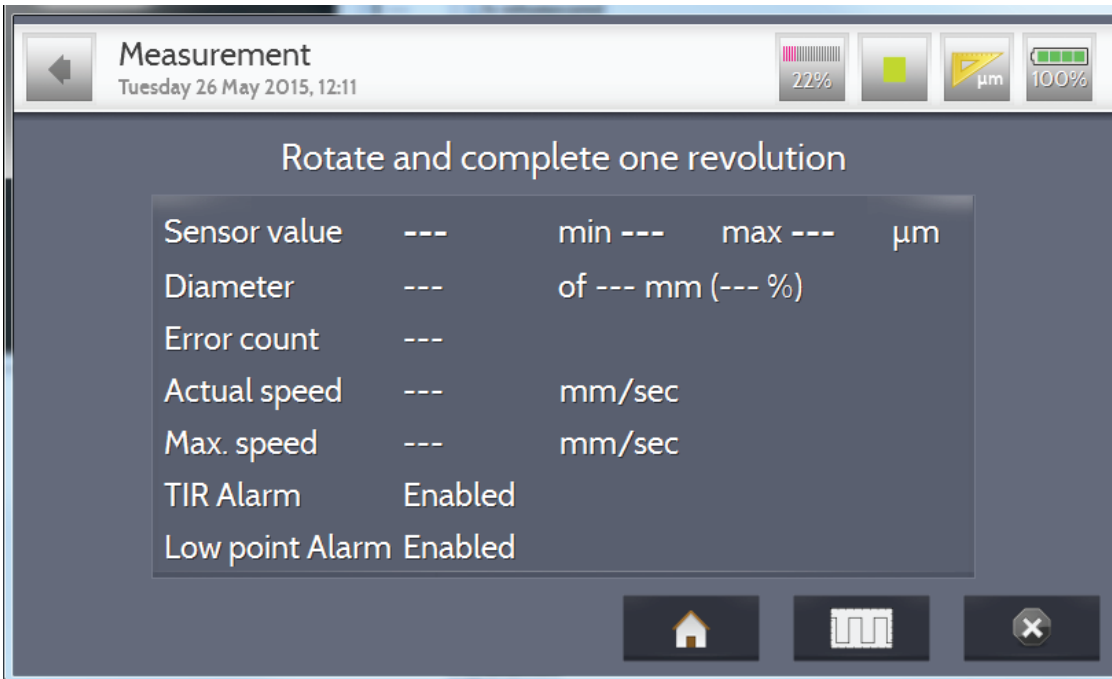 Measurement
Tuesday 26 May 2015, 12:11
22%
µm
100%
Rotate and complete one revolution
Sensor value --- min --- max --- µm
Diameter --- of --- mm (--- %)
Error count ---
Actual speed --- mm/sec
Max. speed --- mm/sec
TIR Alarm Enabled
Low point Alarm Enabled